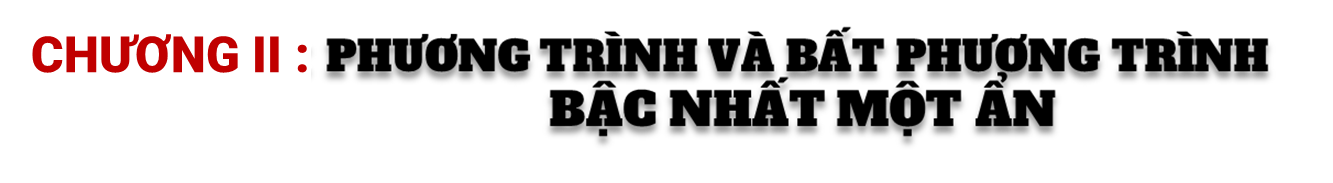 CHƯƠNG II : PHƯƠNG TRÌNH VÀ BẤT PHƯƠNG TRÌNH
BẬC NHẤT MỘT ẨN